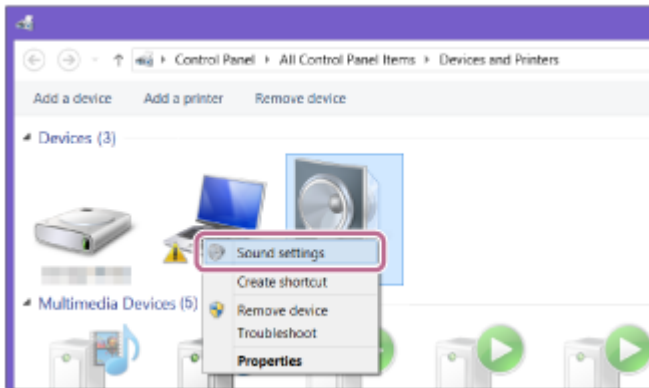 Control Panel ▸ All Control Panel Items ▸ Devices and Printers
Add a device Add a printer Remove device
Devices (3)
Sound settings
Create shortcut
Multimedia Devices (5)
Remove device
Troubleshoot
Properties